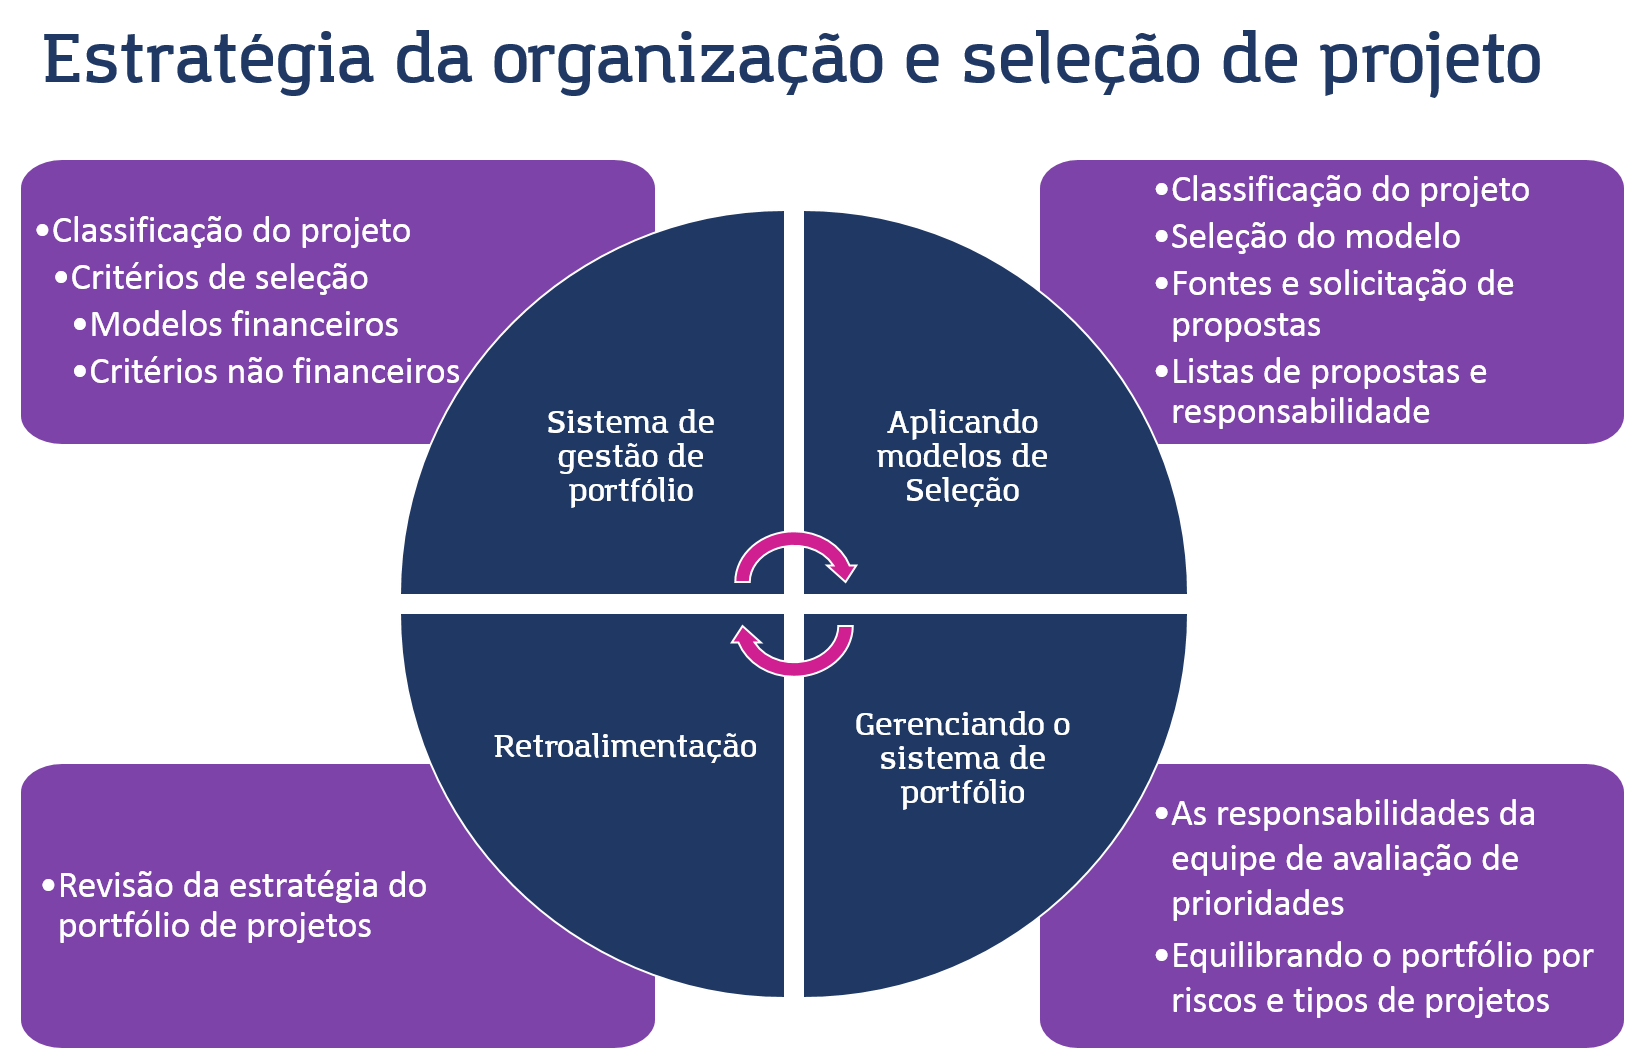 Estratégia da organização e seleção de projeto
•Classificação do projeto
•Critérios de seleção
•Modelos financeiros
•Critérios não financeiros
•Classificação do projeto
•Seleção do modelo
•Fontes e solicitação de
propostas
•Listas de propostas e
responsabilidade
Sistema de
gestão de
portfólio
Aplicando
modelos de
Seleção
Retroalimentação
Gerenciando o
sistema de
portfólio
•Revisão da estratégia do
portfólio de projetos
•As responsabilidades da
equipe de avaliação de
prioridades
•Equilibrando o portfólio por
riscos e tipos de projetos